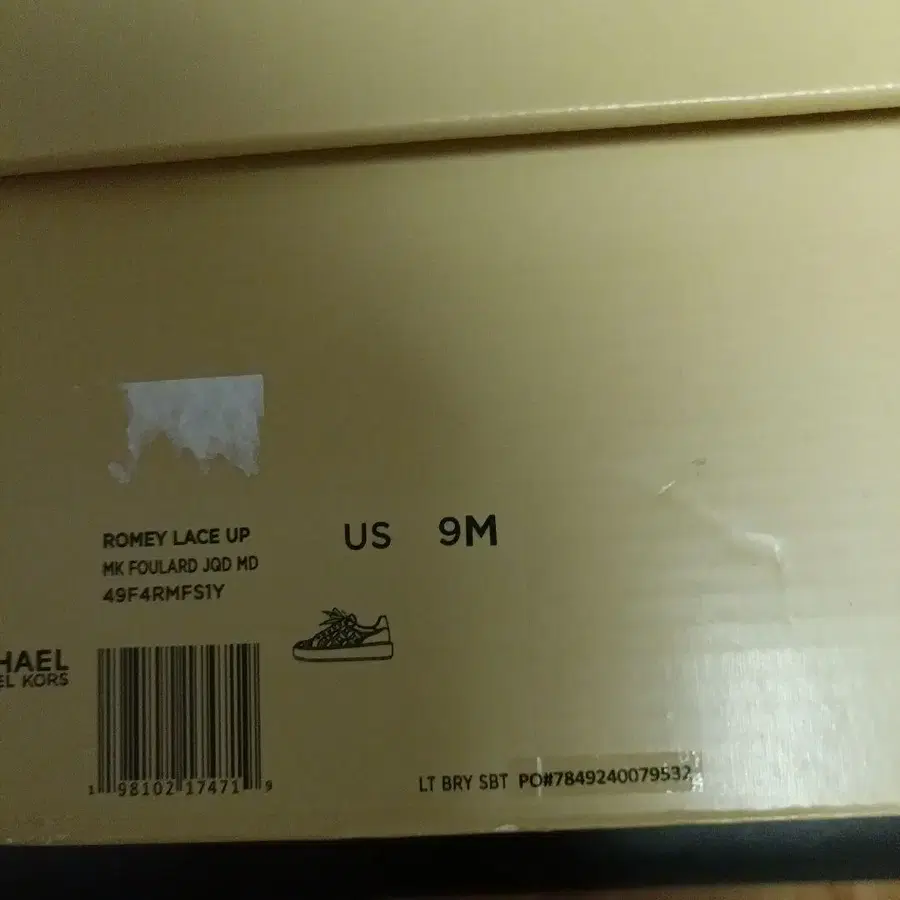 ROMEY LACE UP
MK FOULARD JQD MD
49F4RMFS1Y
US 9M
HAEL
EL KORS
1 98102 17471 9
LT BRY SBT PO#7849240079532